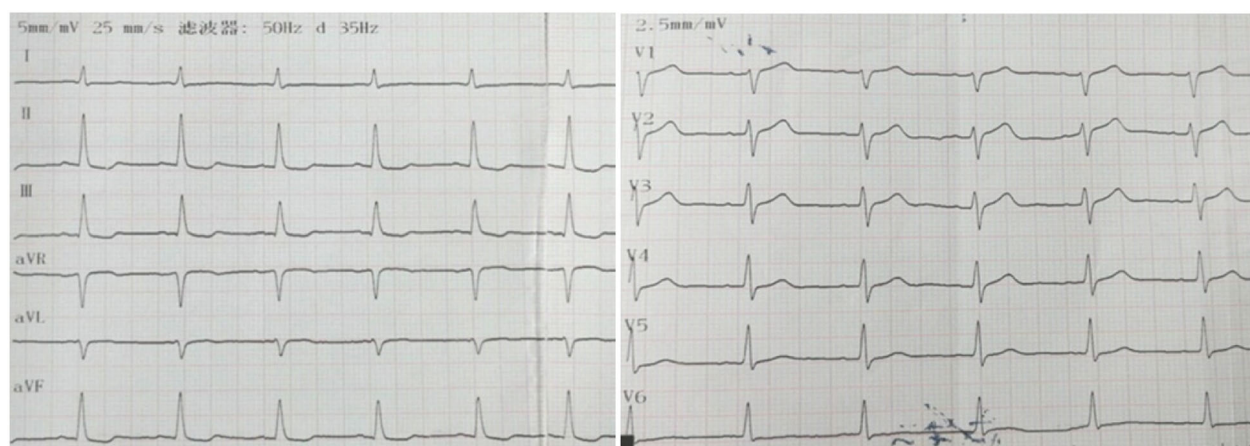 5mm/mV 25 mm/s 滤波器: 50Hz d 35Hz
I
II
III
aVR
aVL
aVF
2.5mm/mV
V1
V2
V3
V4
V5
V6